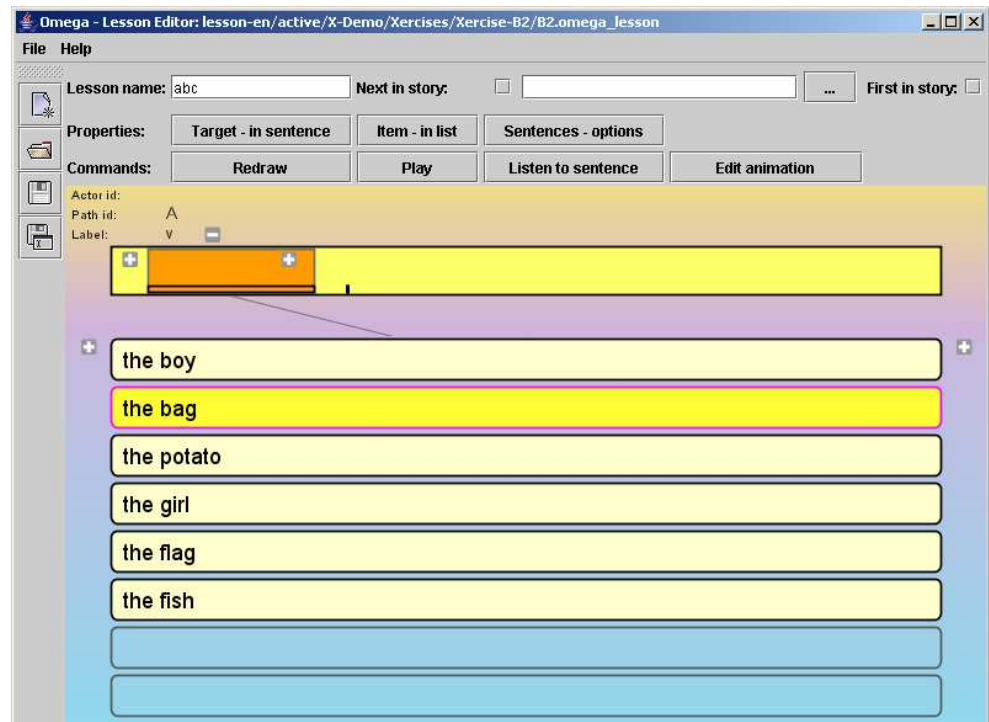 Omega - Lesson Editor: lesson-en/active/X-Demo/Xercises/Xercise-B2/B2.omega_lesson
File Help
Lesson name: abc Next in story: ... First in story:
Properties: Target - in sentence Item - in list Sentences - options
Commands: Redraw Play Listen to sentence Edit animation
Actor id:
Path id: A
Label: v
the boy
the bag
the potato
the girl
the flag
the fish